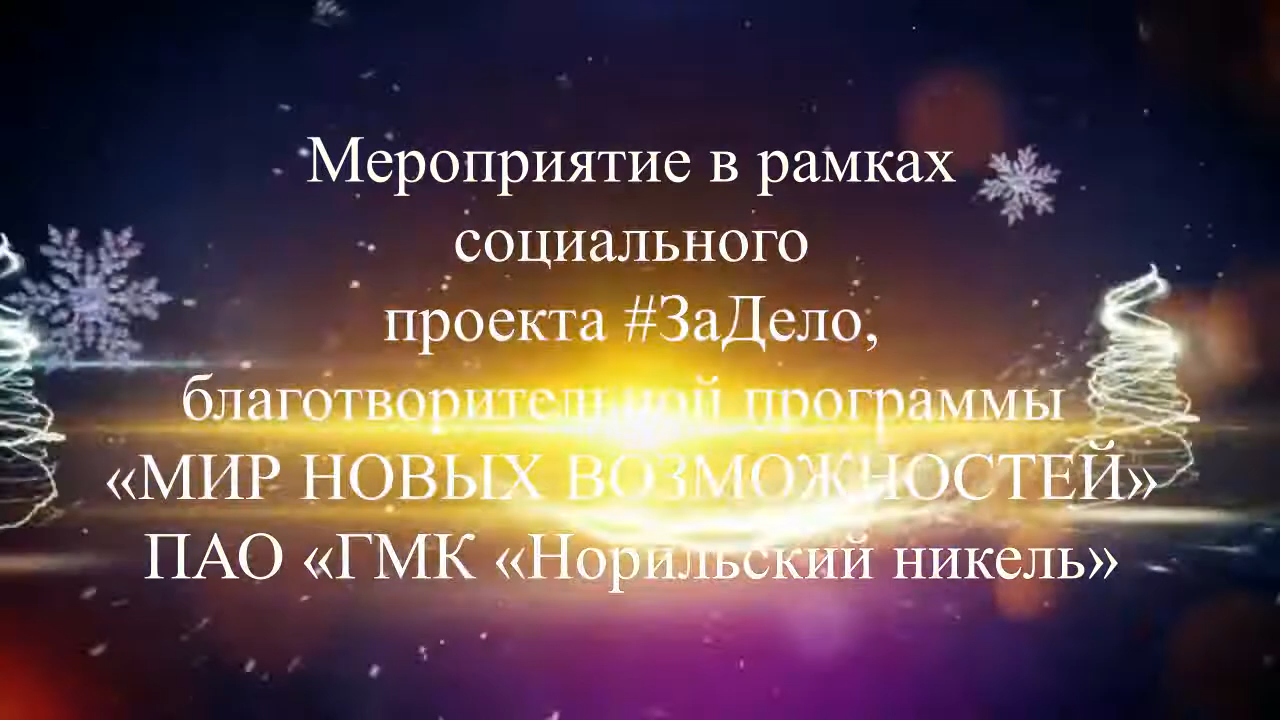 Мероприятие в рамках
социального
проекта #ЗаДело,
благотворительной программы
«МИР НОВЫХ ВОЗМОЖНОСТЕЙ»
ПАО «ГМК «Норильский никель»